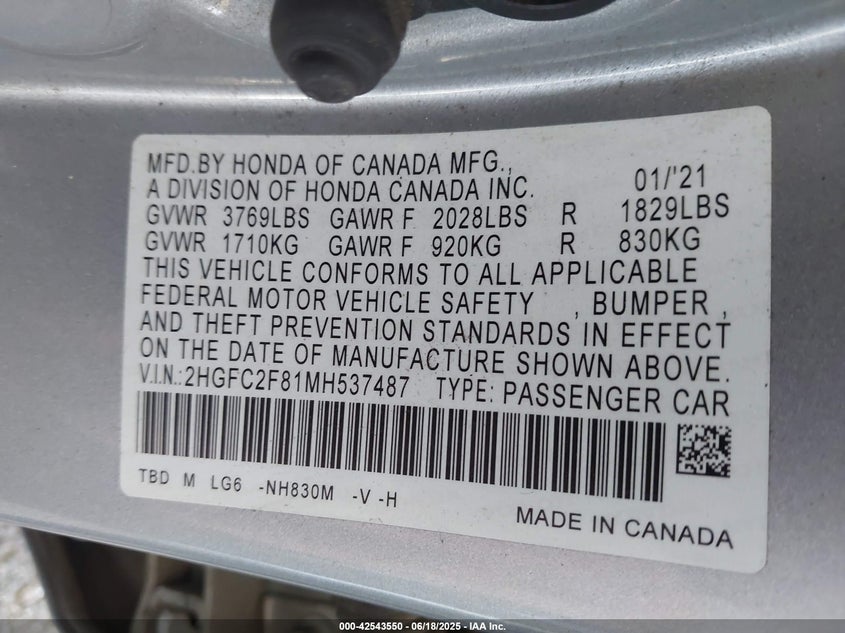 MFD.BY HONDA OF CANADA MFG.,
A DIVISION OF HONDA CANADA INC. 01/'21
GVWR 3769LBS GAWR F 2028LBS R 1829LBS
GVWR 1710KG GAWR F 920KG R 830KG
THIS VEHICLE CONFORMS TO ALL APPLICABLE
FEDERAL MOTOR VEHICLE SAFETY , BUMPER ,
AND THEFT PREVENTION STANDARDS IN EFFECT
ON THE DATE OF MANUFACTURE SHOWN ABOVE.
V.I.N.:2HGFC2F81MH537487 TYPE: PASSENGER CAR
TBD M LG6 -NH830M -V -H
MADE IN CANADA
000-42543550 | 06/18/2025 - IAA, Inc.